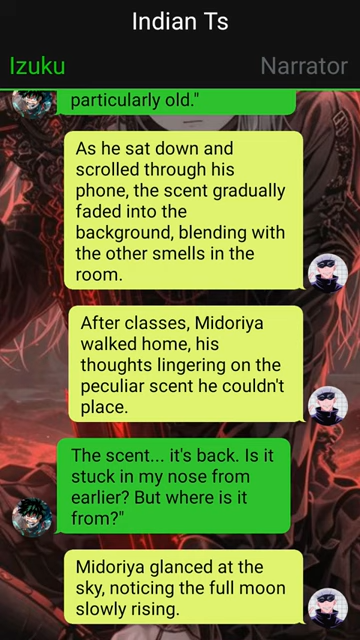 Indian Ts
Izuku
Narrator
particularly old."
As he sat down and
scrolled through his
phone, the scent gradually
faded into the
background, blending with
the other smells in the
room.
After classes, Midoriya
walked home, his
thoughts lingering on the
peculiar scent he couldn't
place.
The scent... it's back. Is it
stuck in my nose from
earlier? But where is it
from?"
Midoriya glanced at the
sky, noticing the full moon
slowly rising.